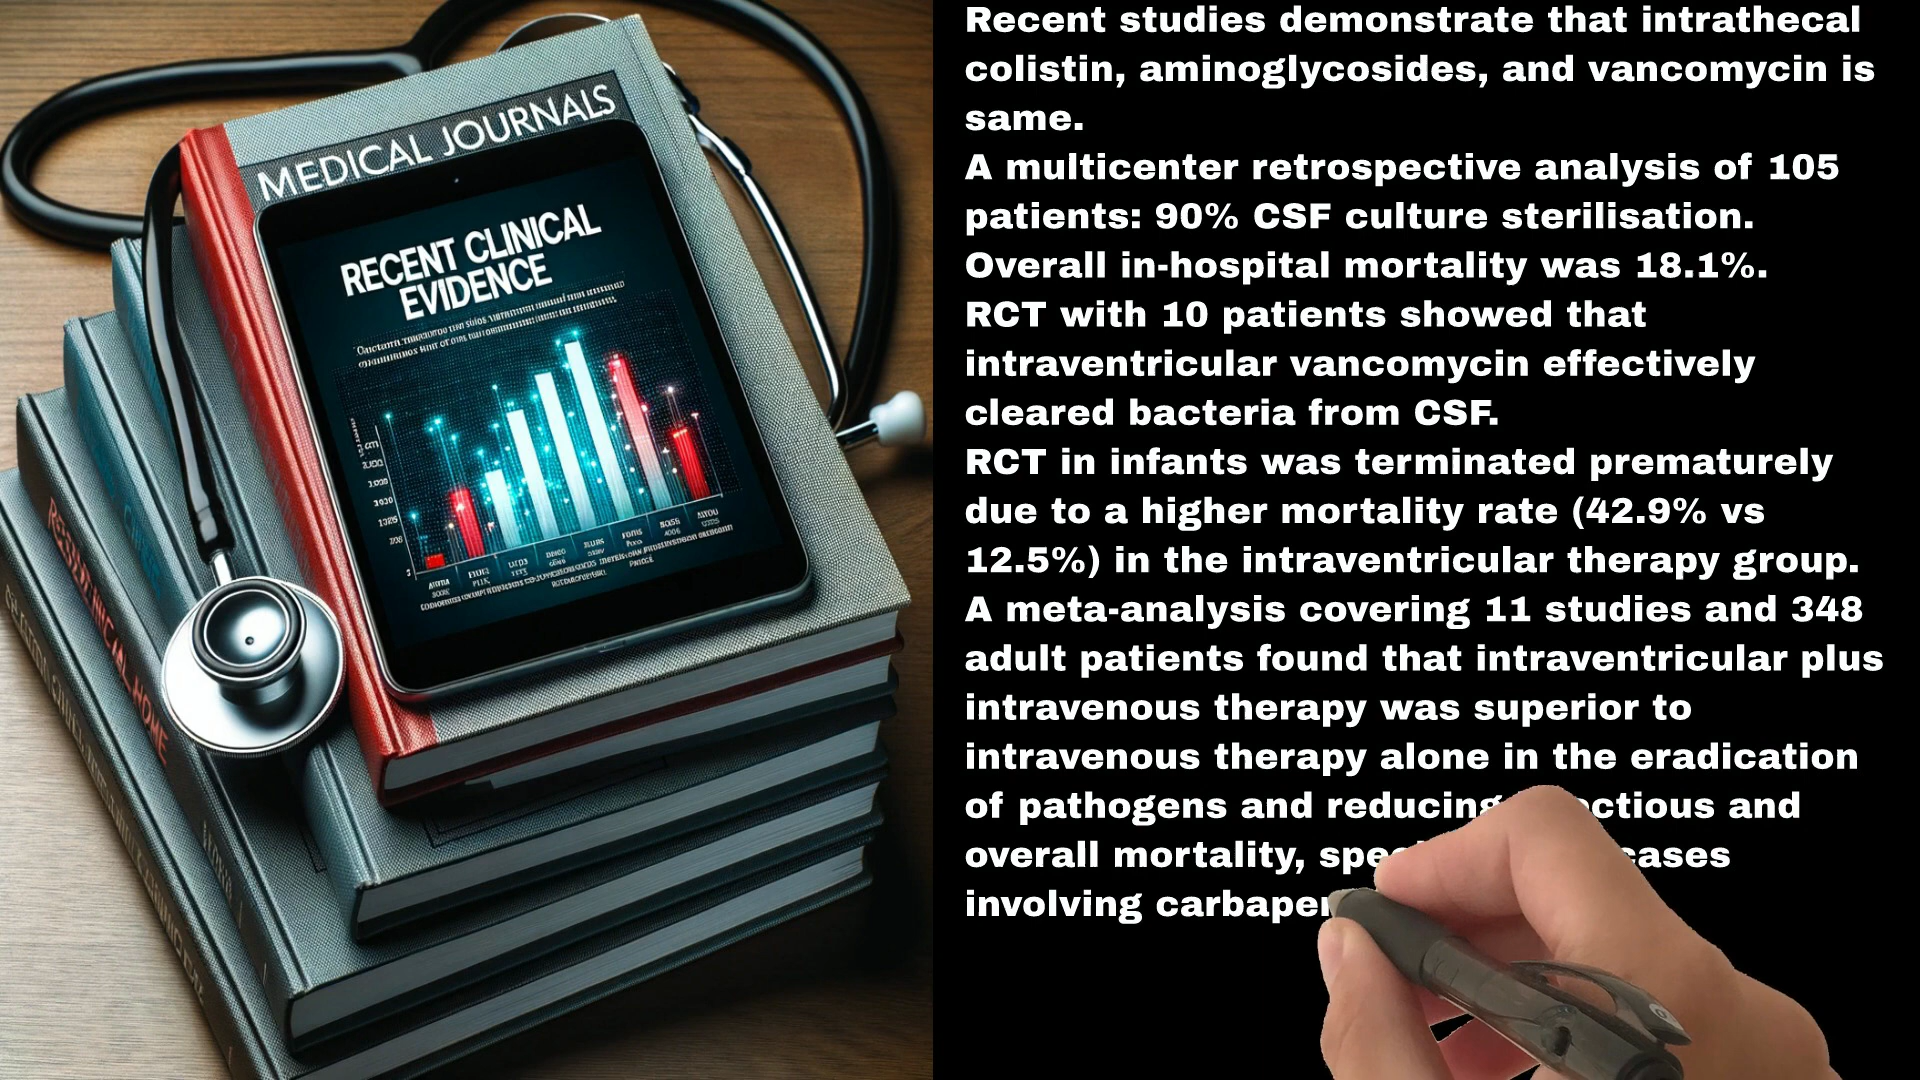 MEDICAL JOURNALS
RECENT CLINICAL
EVIDENCE
Recent studies demonstrate that intrathecal
colistin, aminoglycosides, and vancomycin is
same.
A multicenter retrospective analysis of 105
patients: 90% CSF culture sterilisation.
Overall in-hospital mortality was 18.1%.
RCT with 10 patients showed that
intraventricular vancomycin effectively
cleared bacteria from CSF.
RCT in infants was terminated prematurely
due to a higher mortality rate (42.9% vs
12.5%) in the intraventricular therapy group.
A meta-analysis covering 11 studies and 348
adult patients found that intraventricular plus
intravenous therapy was superior to
intravenous therapy alone in the eradication
of pathogens and reducing and
overall mortality, cases
involving